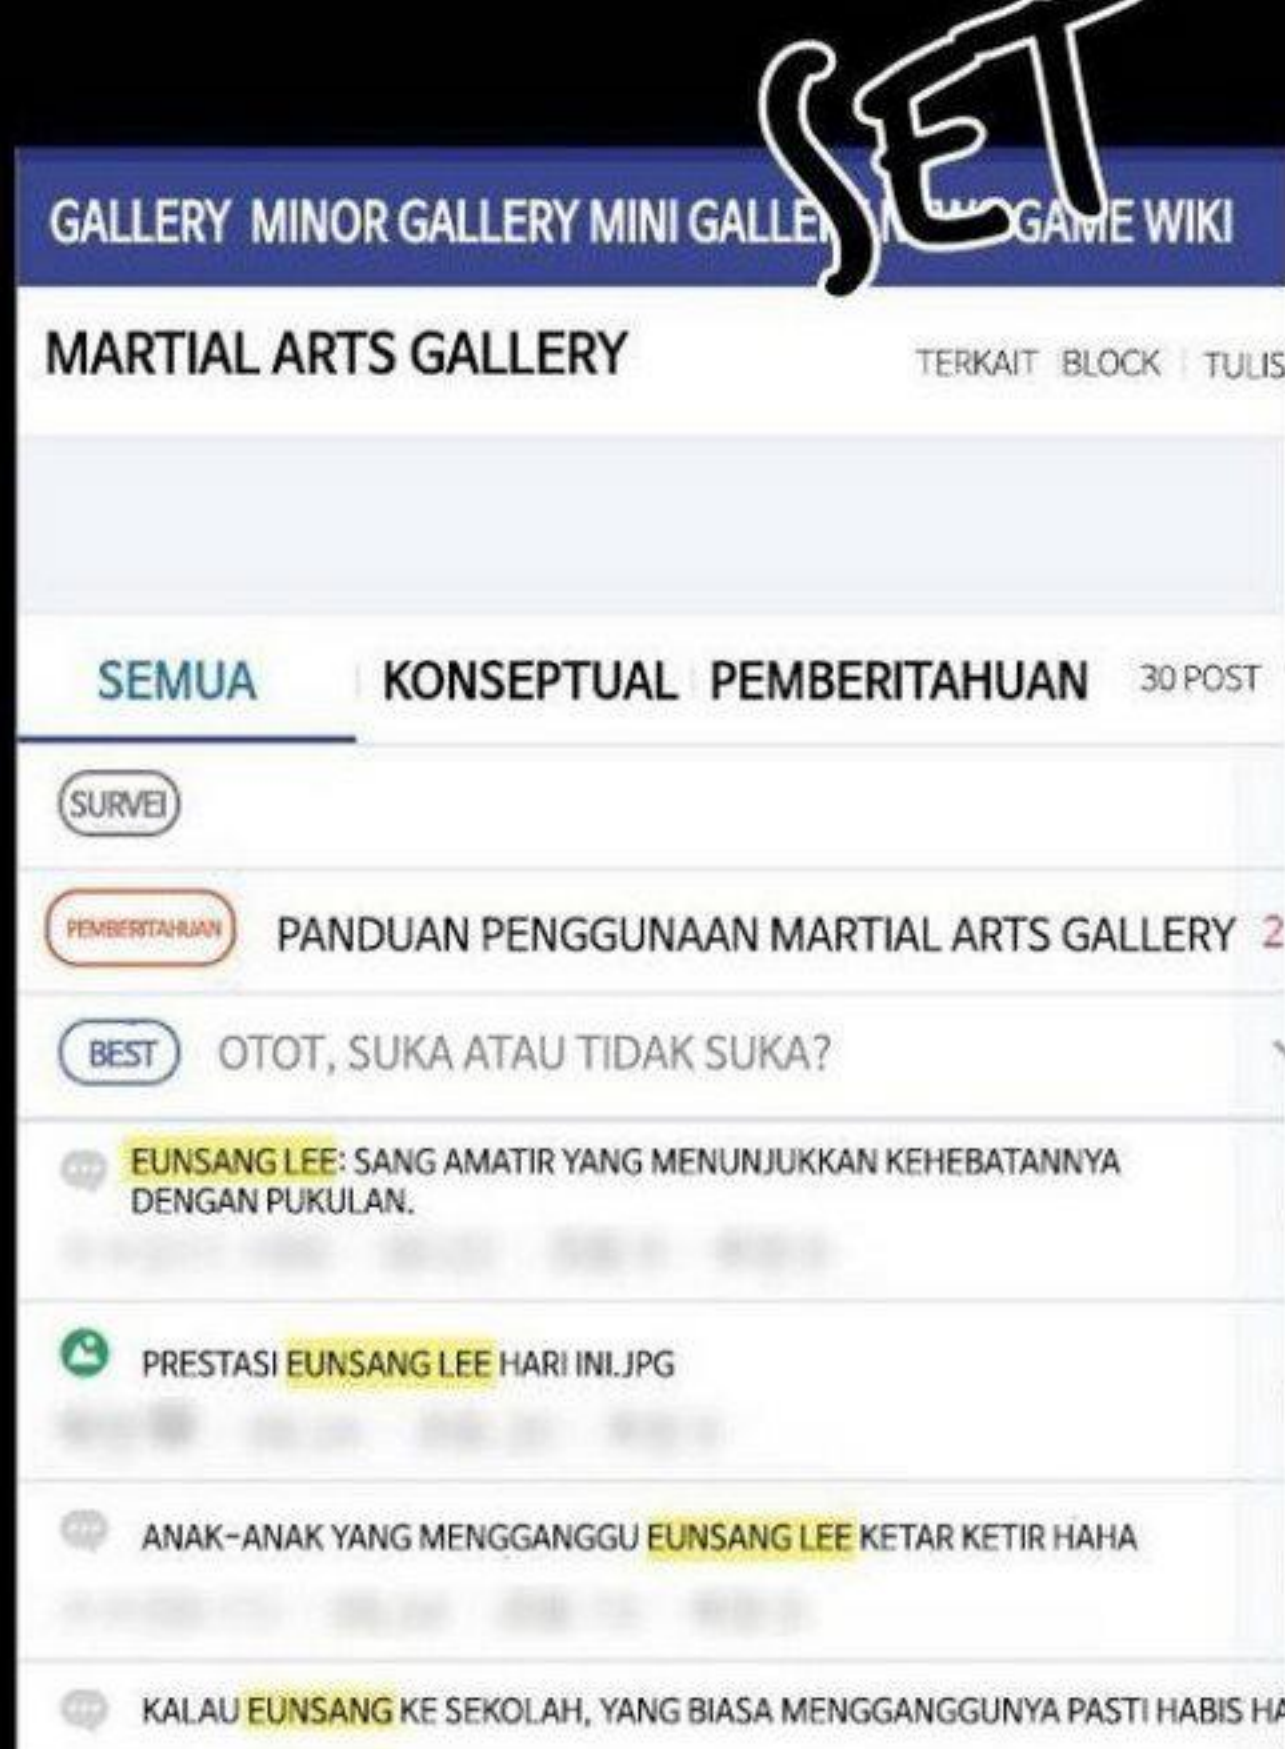 SET
GALLERY MINOR GALLERY MINI GAME WIKI
MARTIAL ARTS GALLERY
TERKAIT BLOCK TULIS
SEMUA KONSEPTUAL PEMBERITAHUAN 30 POST
SURVEI
PEMBERITAHUAN PANDUAN PENGGUNAAN MARTIAL ARTS GALLERY 2
BEST OTOT, SUKA ATAU TIDAK SUKA?
EUNSANG LEE: SANG AMATIR YANG MENUNJUKKAN KEHEBATANNYA
DENGAN PUKULAN.
PRESTASI EUNSANG LEE HARI INI.JPG
ANAK-ANAK YANG MENGGANGGU EUNSANG LEE KETAR KETIR HAHA
KALAU EUNSANG KE SEKOLAH, YANG BIASA MENGGANGGUNYA PASTI HABIS HA